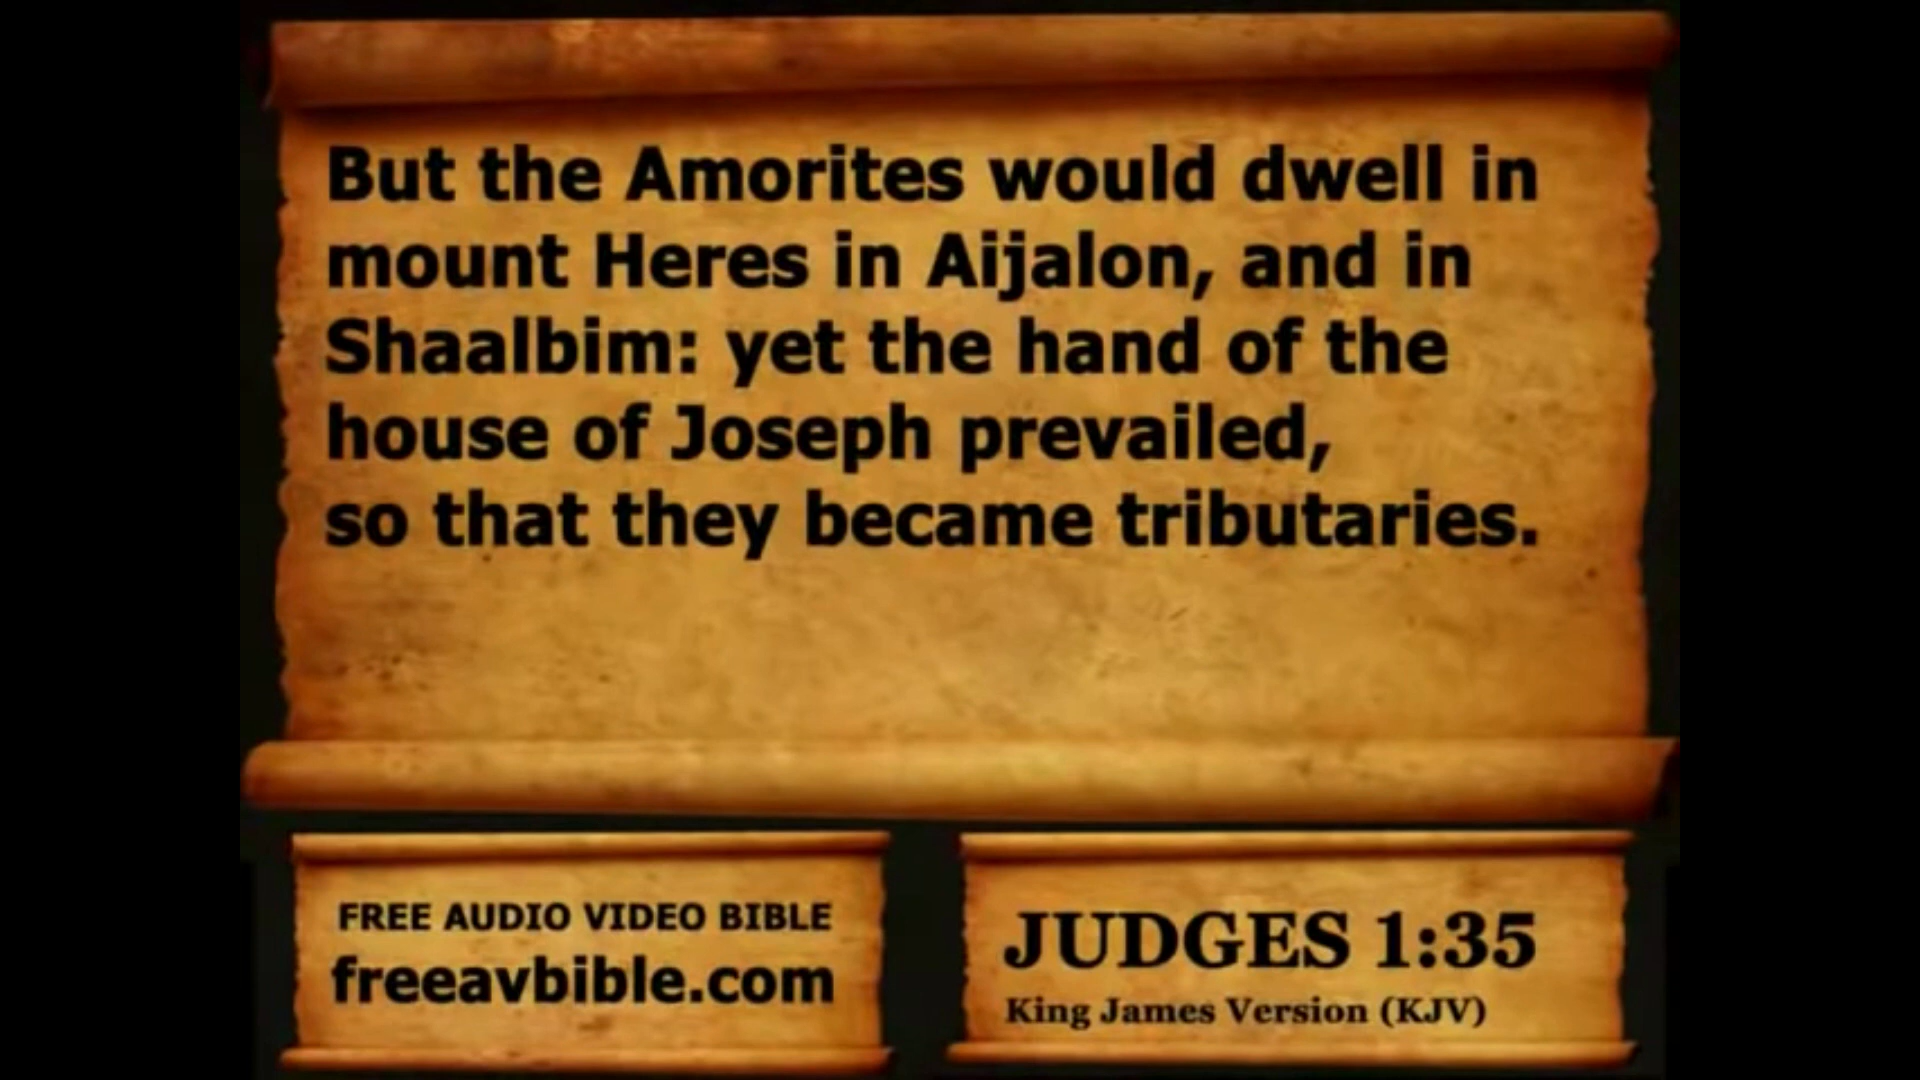 But the Amorites would dwell in
mount Heres in Aijalon, and in
Shaalbim: yet the hand of the
house of Joseph prevailed,
so that they became tributaries.
FREE AUDIO VIDEO BIBLE
freeavbible.com
JUDGES 1:35
King James Version (KJV)